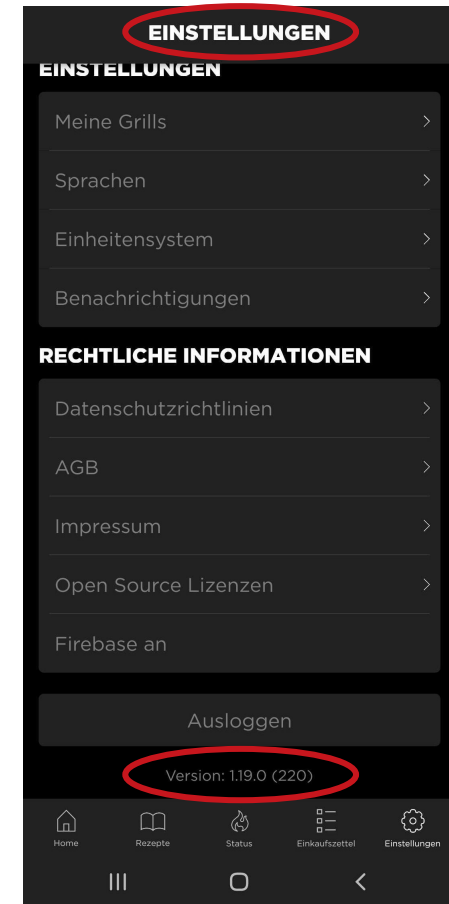 EINSTELLUNGEN
EINSTELLUNGEN
Meine Grills
Sprachen
Einheitensystem
Benachrichtigungen
RECHTLICHE INFORMATIONEN
Datenschutzrichtlinien
AGB
Impressum
Open Source Lizenzen
Firebase an
Ausloggen
Version: 1.19.0 (220)
Home Rezepte Status Einkaufszettel Einstellungen